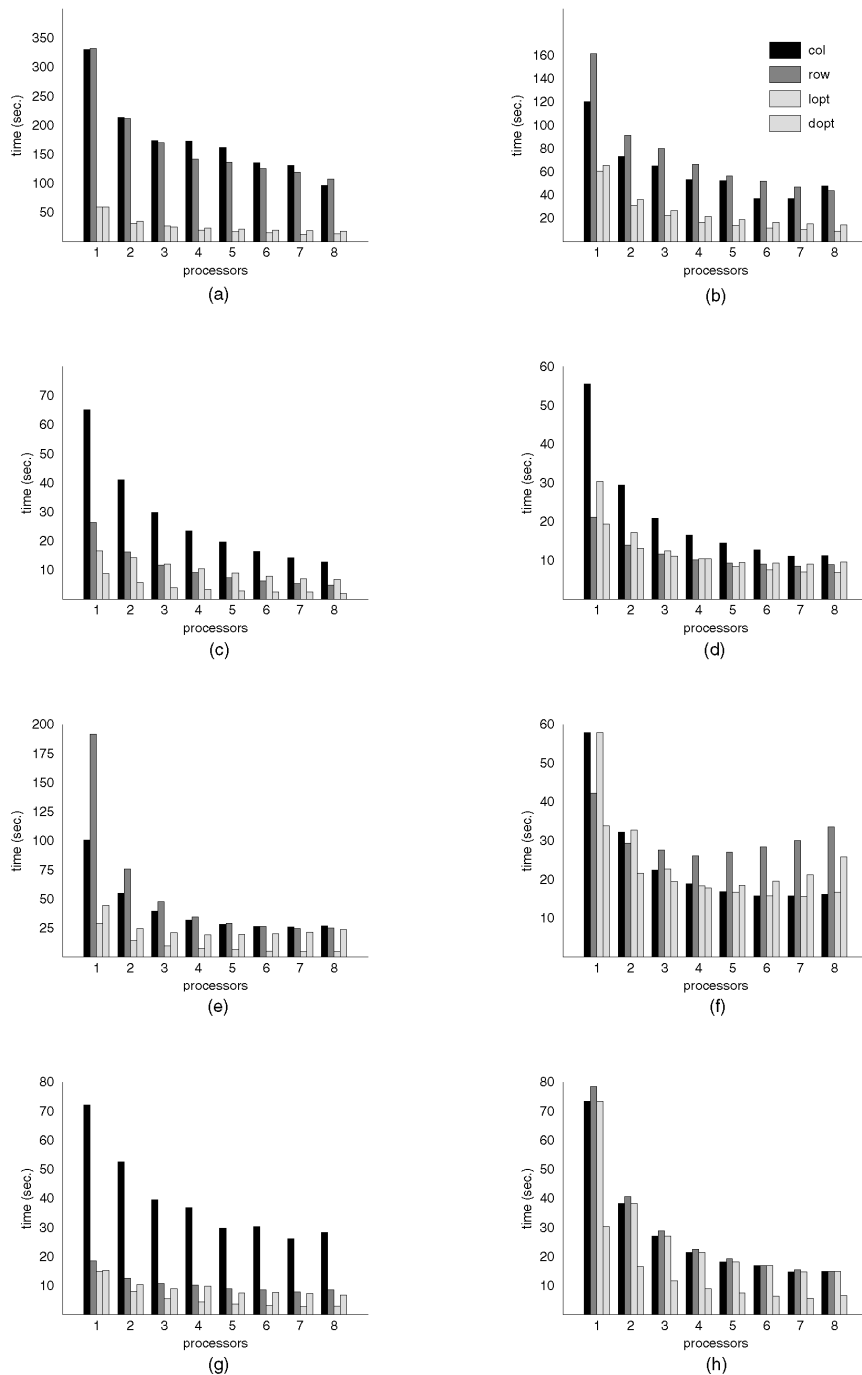 350
300
250
200
150
100
50
time (sec.)
1 2 3 4 5 6 7 8
processors
(a)
160
140
120
100
80
60
40
20
time (sec.)
col
row
lopt
dopt
1 2 3 4 5 6 7 8
processors
(b)
70
60
50
40
30
20
10
time (sec.)
1 2 3 4 5 6 7 8
processors
(c)
60
50
40
30
20
10
time (sec.)
1 2 3 4 5 6 7 8
processors
(d)
200
175
150
125
100
75
50
25
time (sec.)
1 2 3 4 5 6 7 8
processors
(e)
60
50
40
30
20
10
time (sec.)
1 2 3 4 5 6 7 8
processors
(f)
80
70
60
50
40
30
20
10
time (sec.)
1 2 3 4 5 6 7 8
processors
(g)
80
70
60
50
40
30
20
10
time (sec.)
1 2 3 4 5 6 7 8
processors
(h)